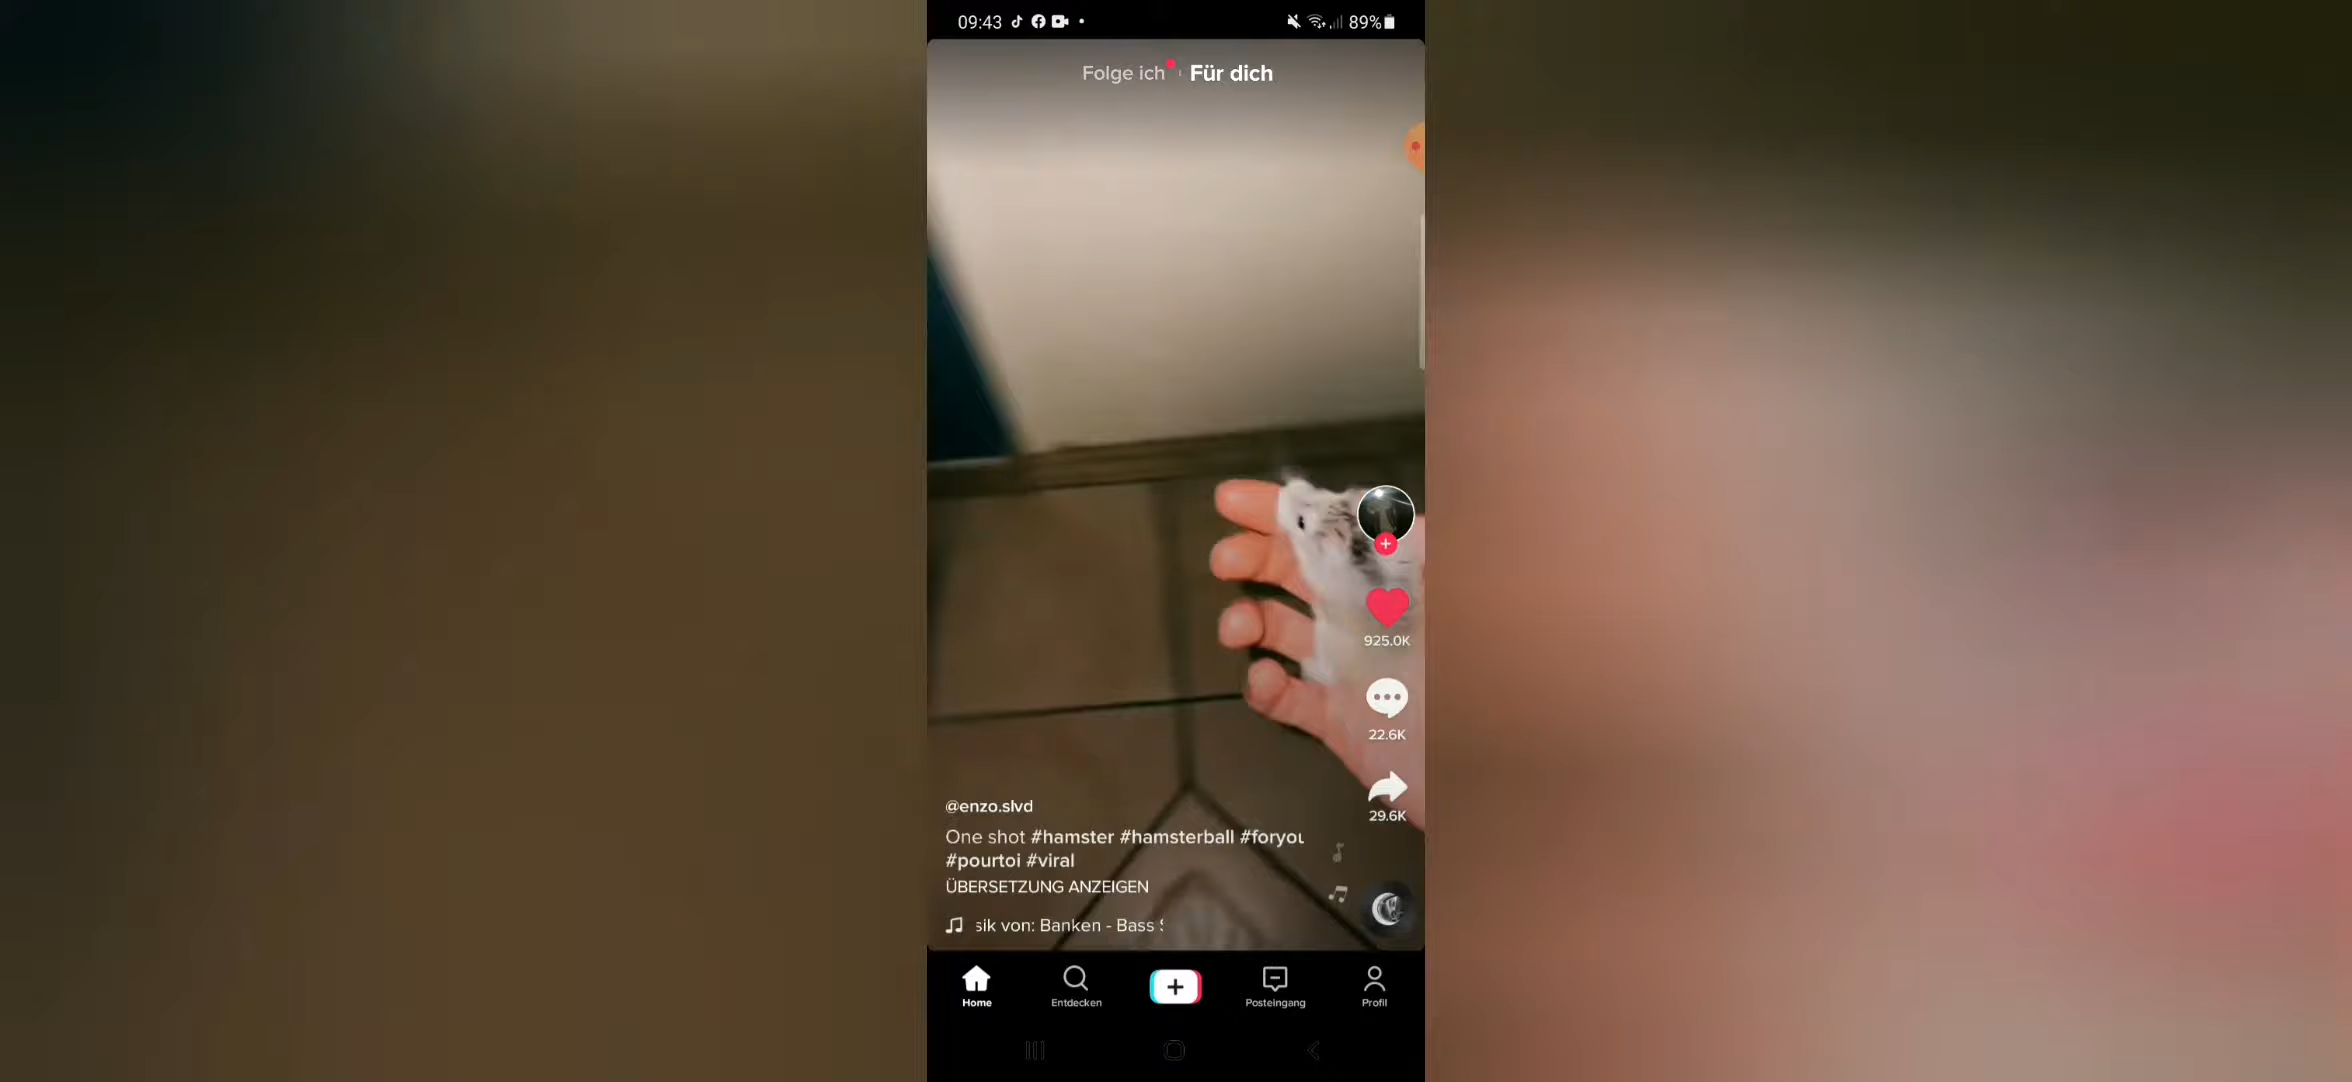 09:43
89%
Folge ich
Für dich
925.0K
22.6K
29.6K
@enzo.slvd
One shot #hamster #hamsterball #foryou
#pourtoi #viral
ÜBERSETZUNG ANZEIGEN
sik von: Banken - Bass
Home
Entdecken
Posteingang
Profil